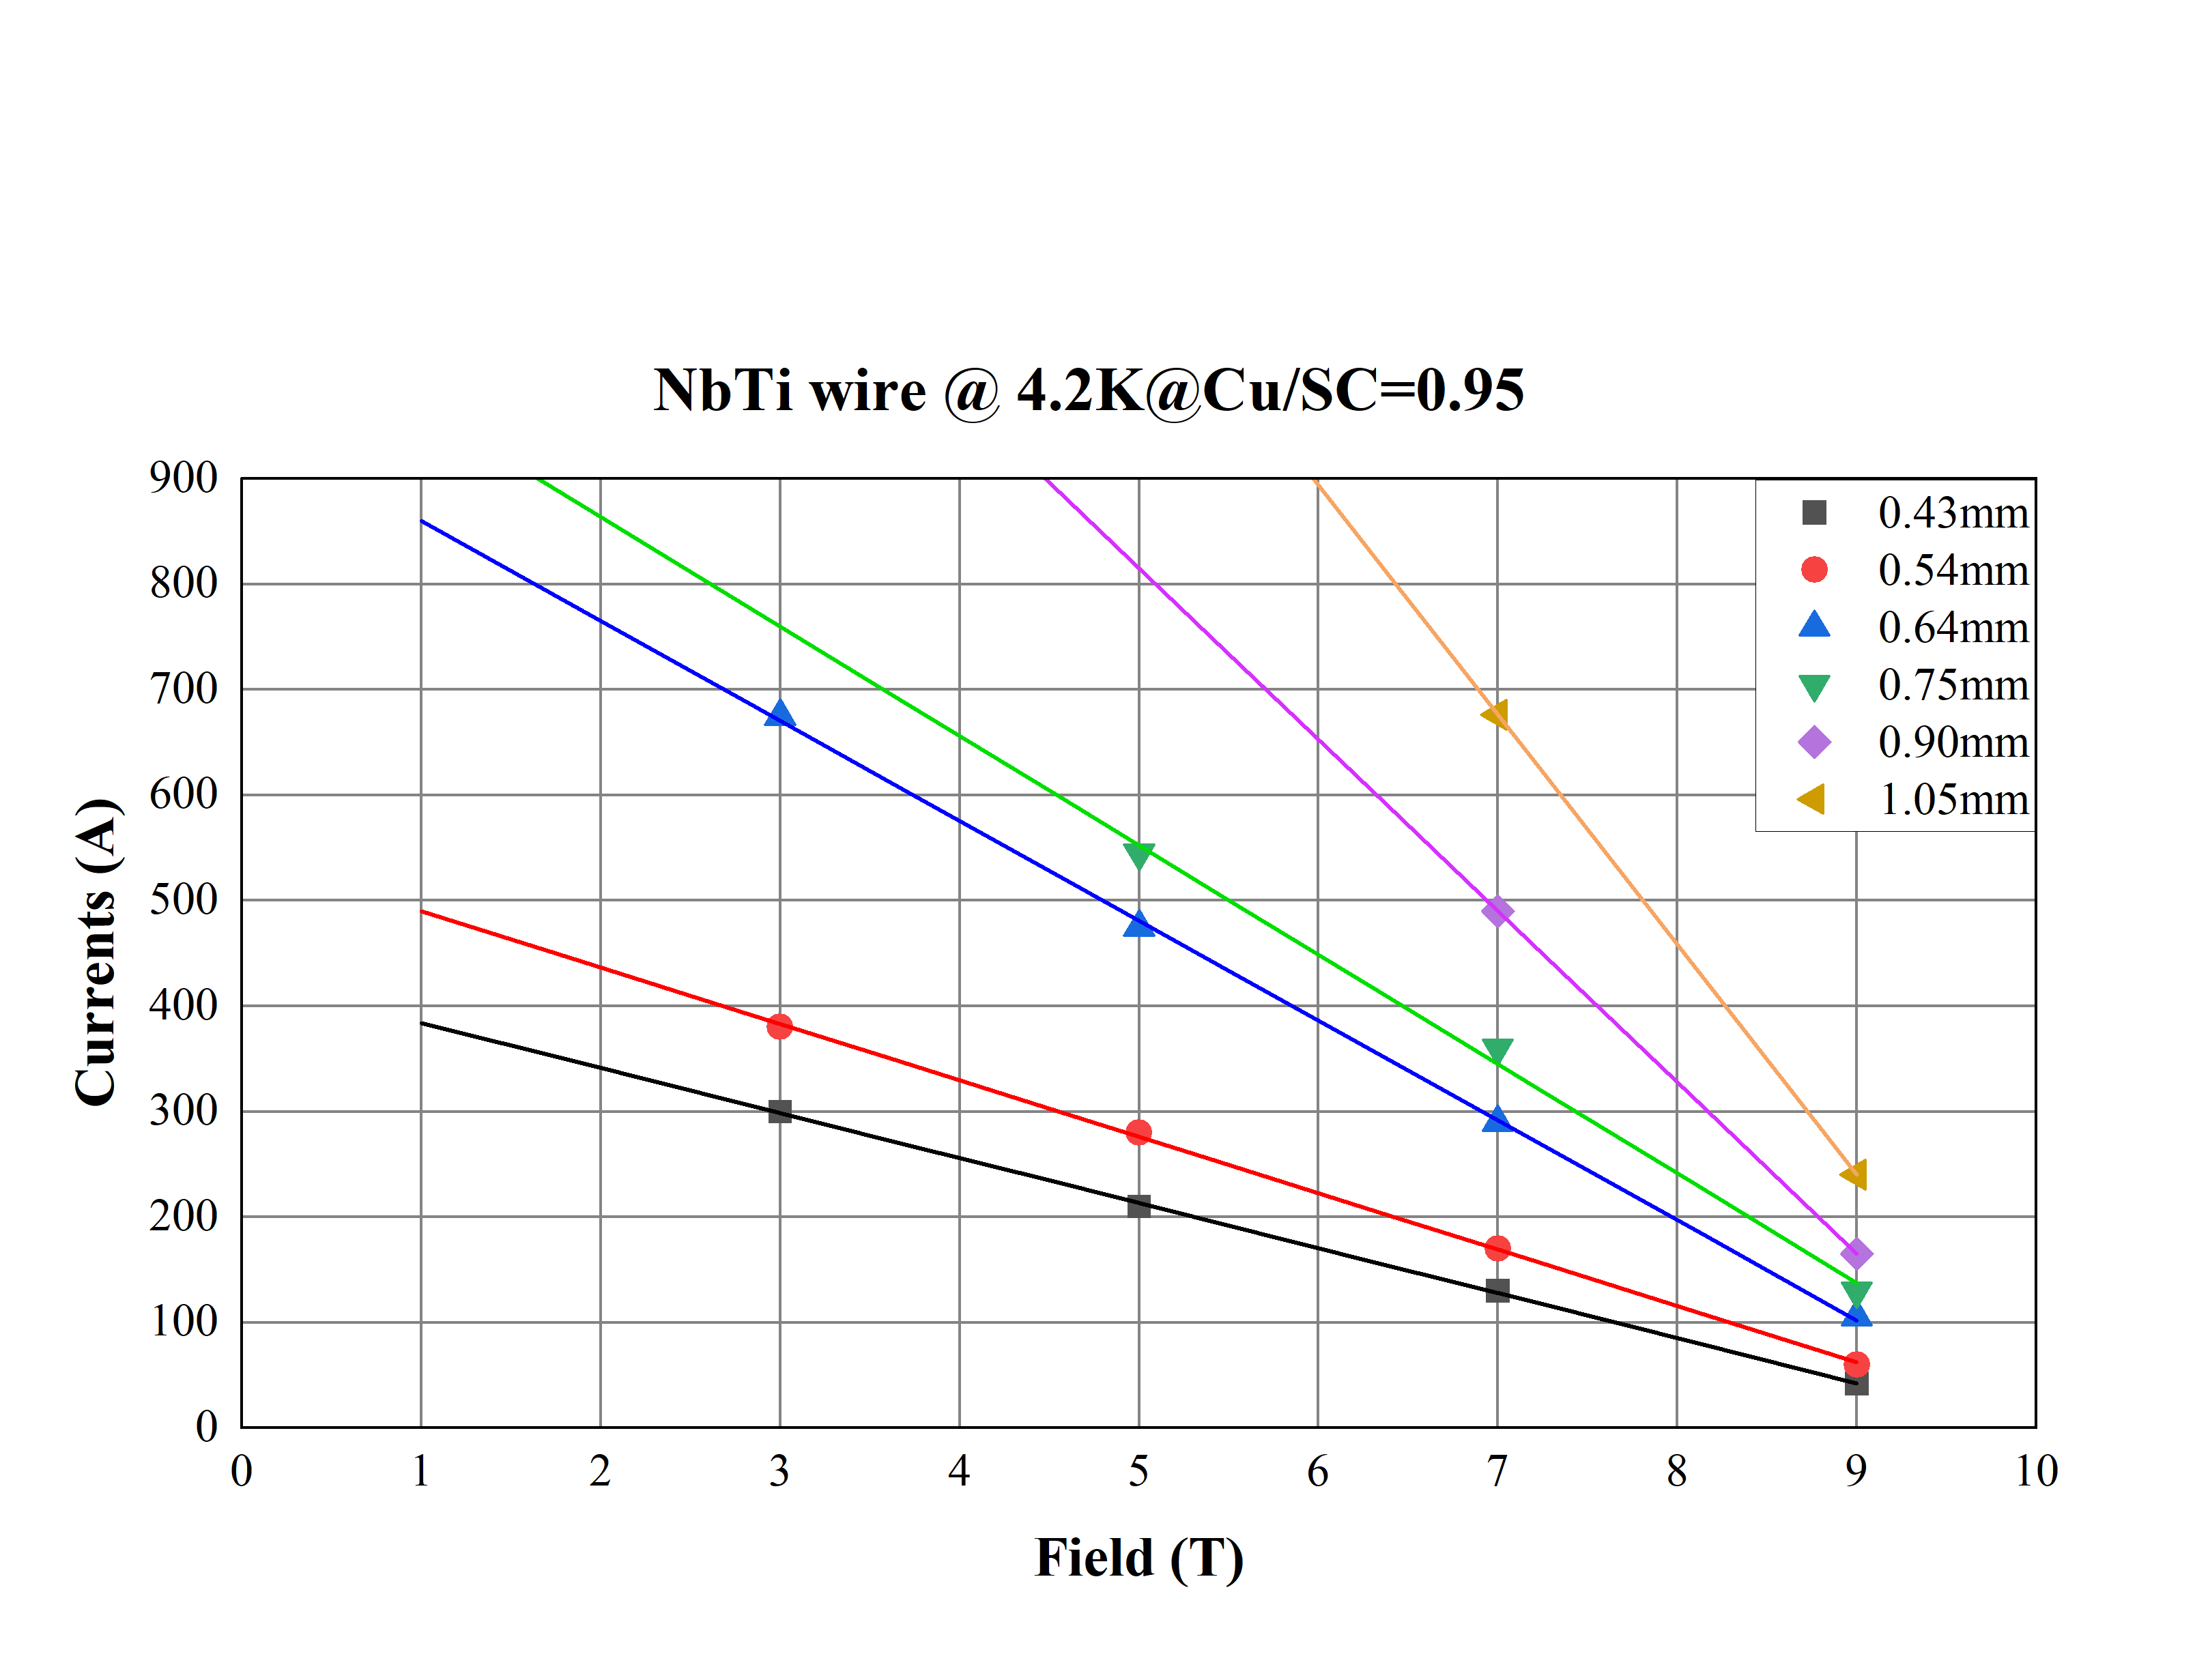 NbTi wire @ 4.2K@Cu/SC=0.95
900
800
700
600
500
400
300
200
100
0
Currents (A)
0.43mm
0.54mm
0.64mm
0.75mm
0.90mm
1.05mm
0 1 2 3 4 5 6 7 8 9 10
Field (T)